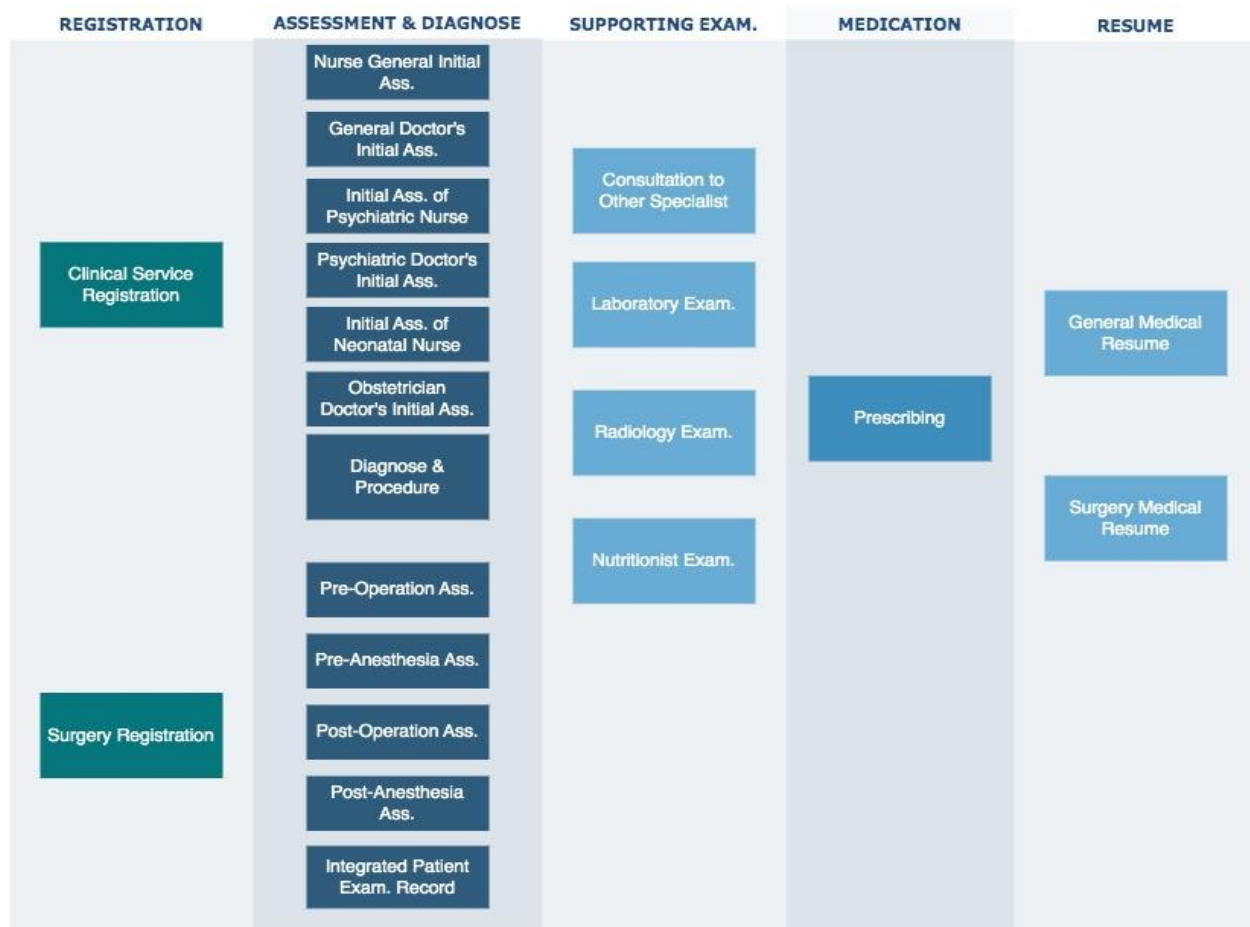 REGISTRATION
ASSESSMENT & DIAGNOSE
SUPPORTING EXAM.
MEDICATION
RESUME
Clinical Service
Registration
Surgery Registration
Nurse General Initial
Ass.
General Doctor's
Initial Ass.
Initial Ass. of
Psychiatric Nurse
Psychiatric Doctor's
Initial Ass.
Initial Ass. of
Neonatal Nurse
Obstetrician
Doctor's Initial Ass.
Diagnose &
Procedure
Pre-Operation Ass.
Pre-Anesthesia Ass.
Post-Operation Ass.
Post-Anesthesia
Ass.
Integrated Patient
Exam. Record
Consultation to
Other Specialist
Laboratory Exam.
Radiology Exam.
Nutritionist Exam.
Prescribing
General Medical
Resume
Surgery Medical
Resume